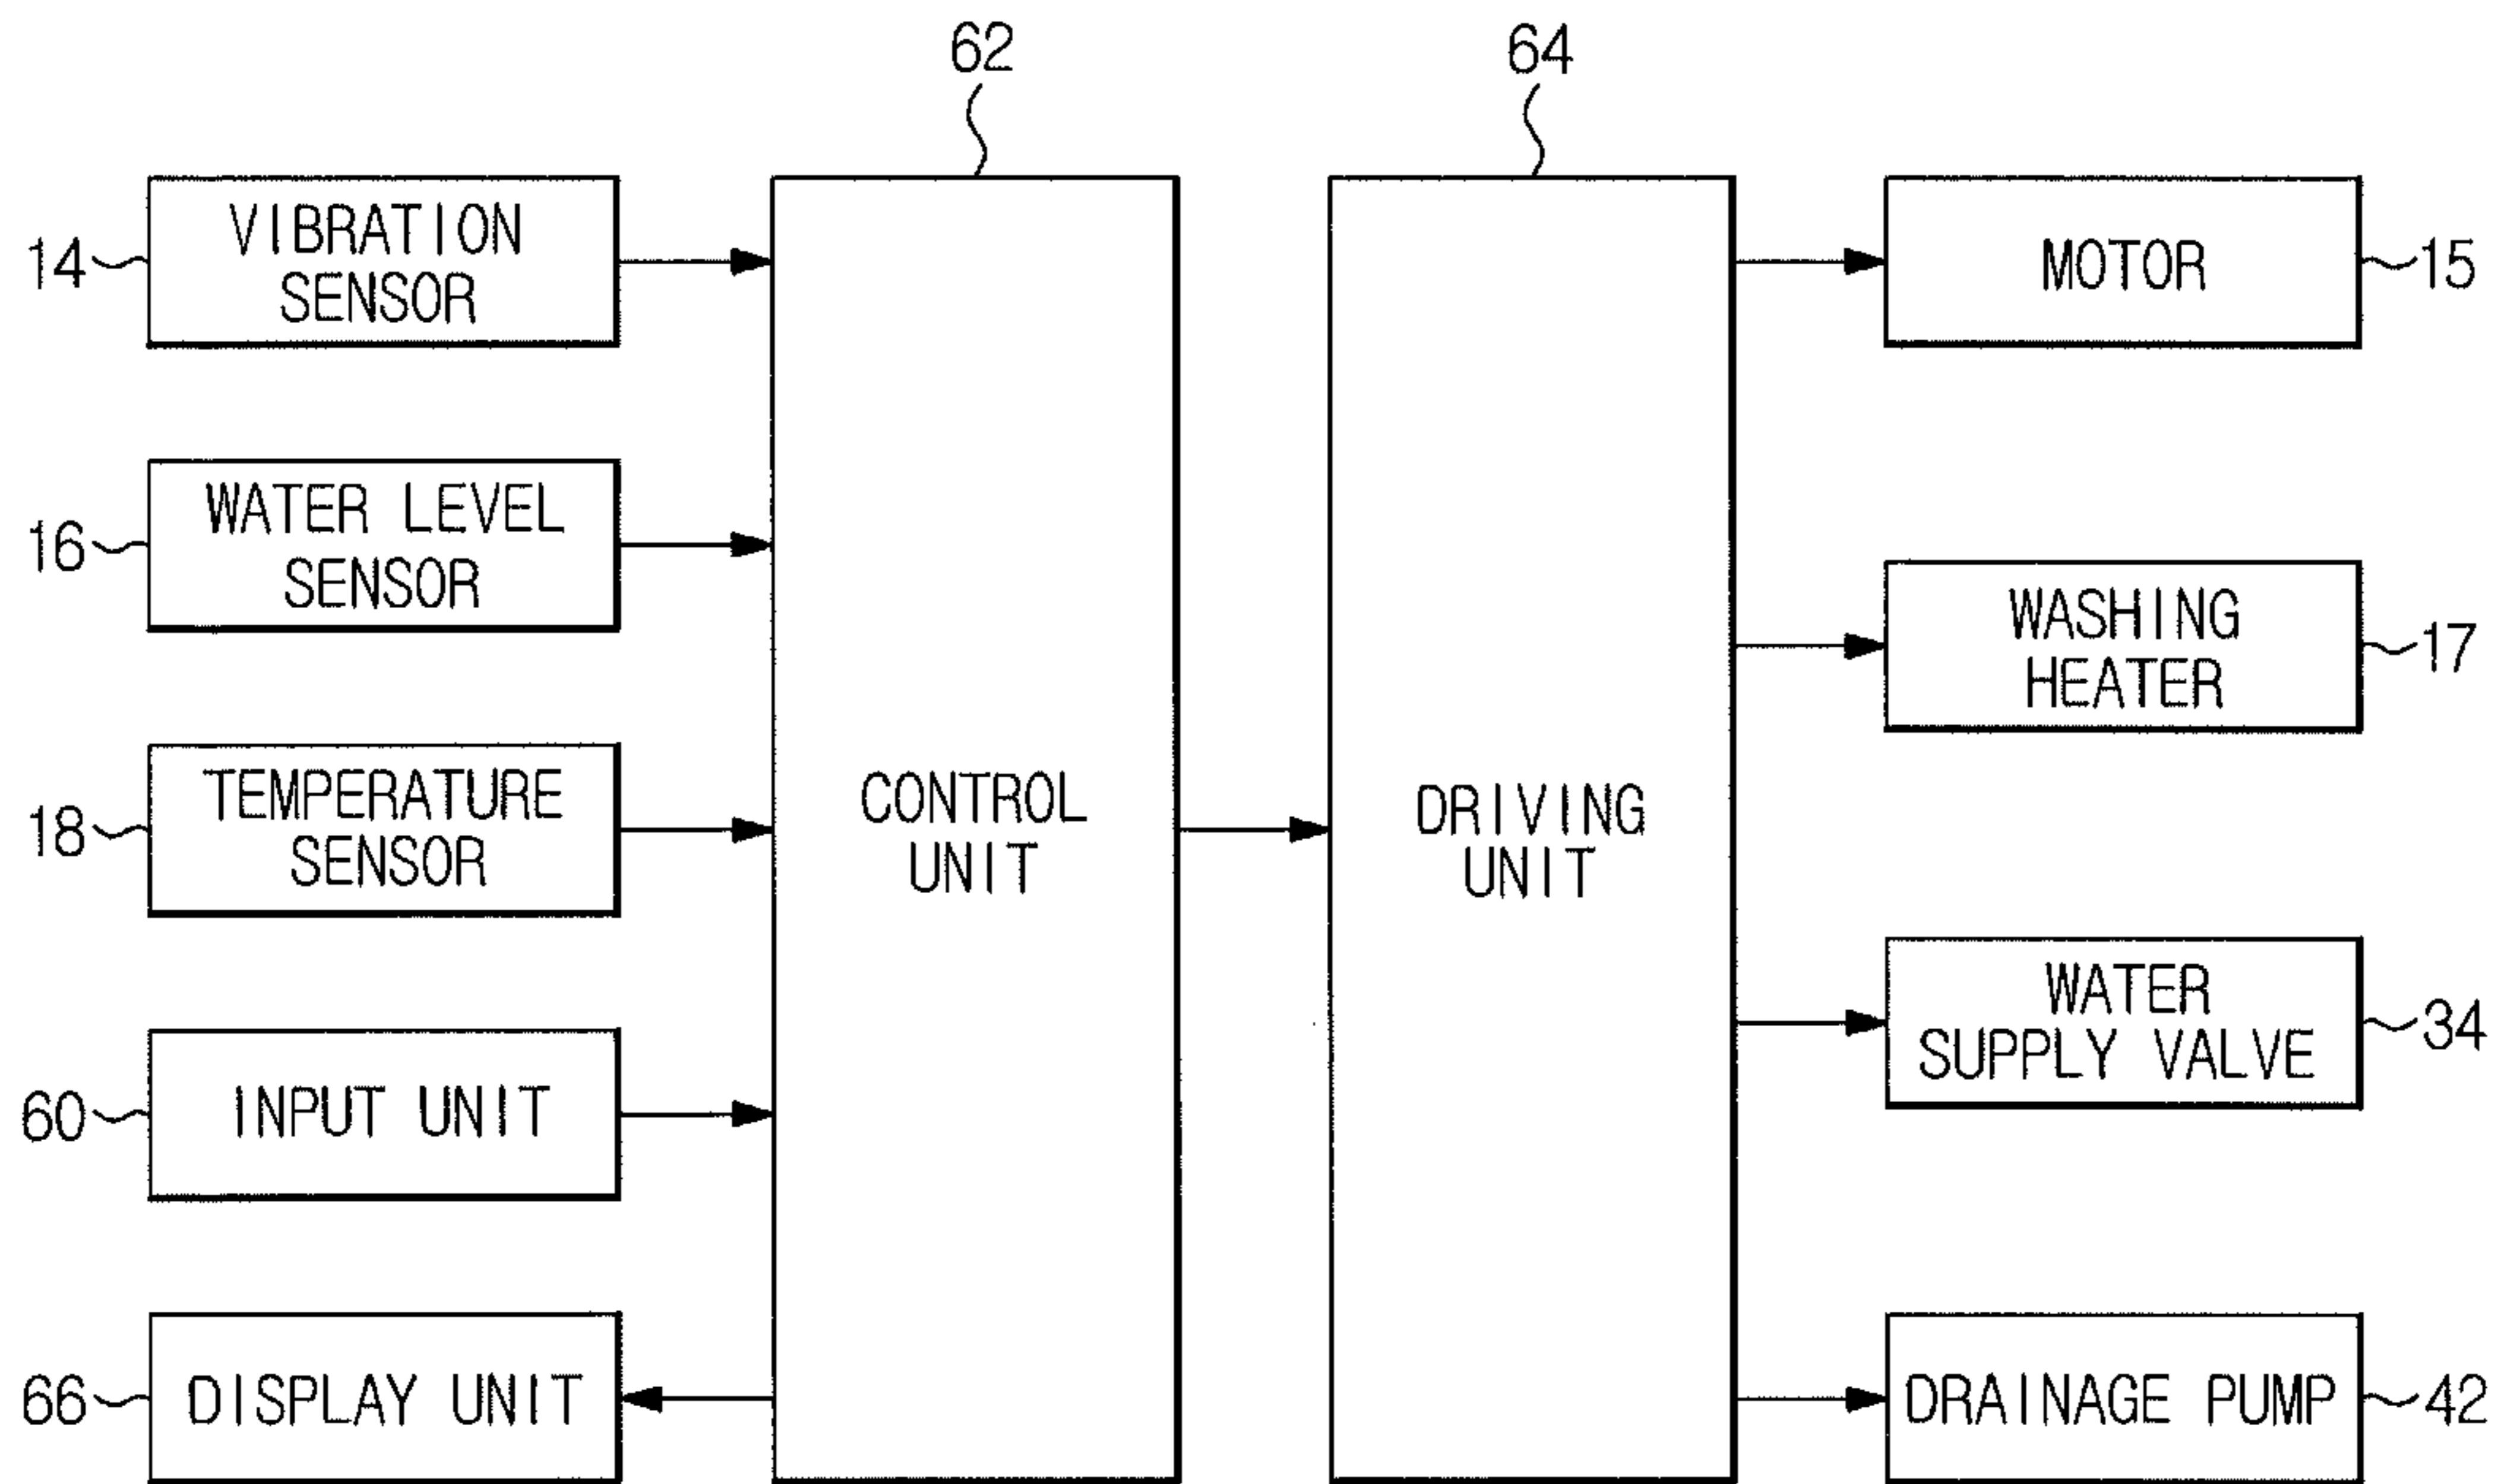 62
64
14
VIBRATION
SENSOR
16
WATER LEVEL
SENSOR
18
TEMPERATURE
SENSOR
60
INPUT UNIT
66
DISPLAY UNIT
CONTROL
UNIT
DRIVING
UNIT
MOTOR
15
WASHING
HEATER
17
WATER
SUPPLY VALVE
34
DRAINAGE PUMP
42